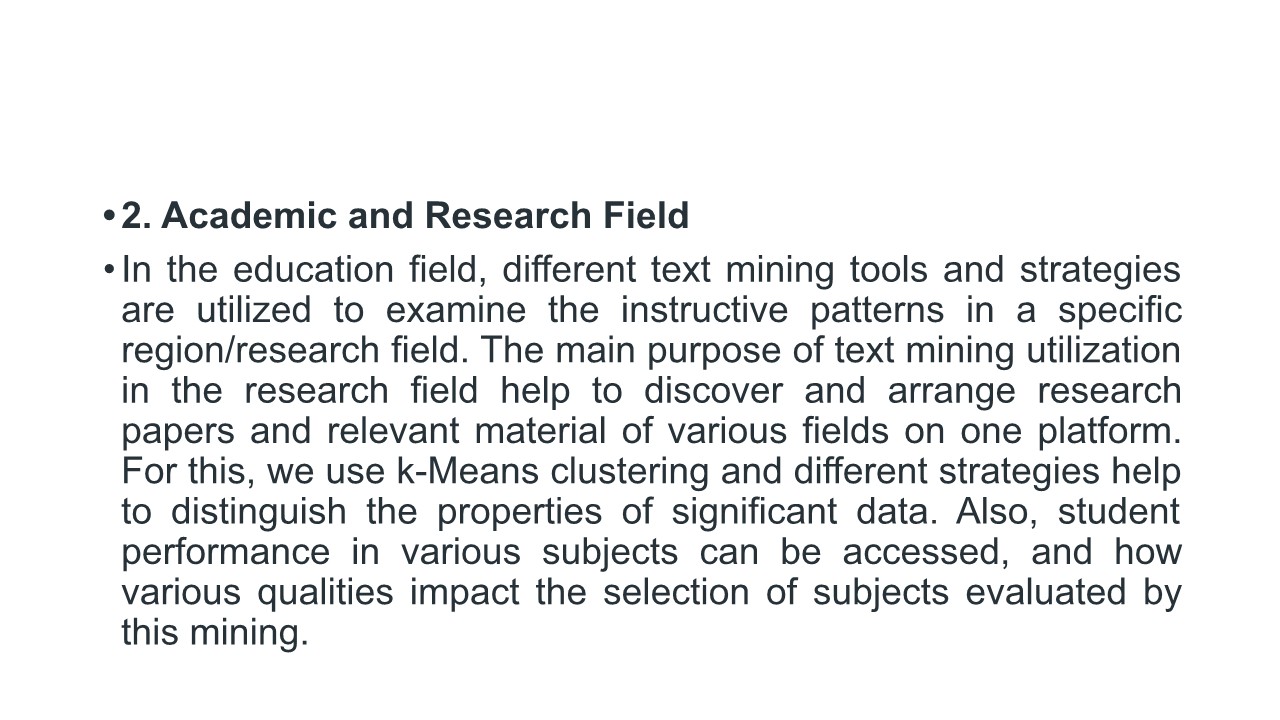 • 2. Academic and Research Field
• In the education field, different text mining tools and strategies
are utilized to examine the instructive patterns in a specific
region/research field. The main purpose of text mining utilization
in the research field help to discover and arrange research
papers and relevant material of various fields on one platform.
For this, we use k-Means clustering and different strategies help
to distinguish the properties of significant data. Also, student
performance in various subjects can be accessed, and how
various qualities impact the selection of subjects evaluated by
this mining.